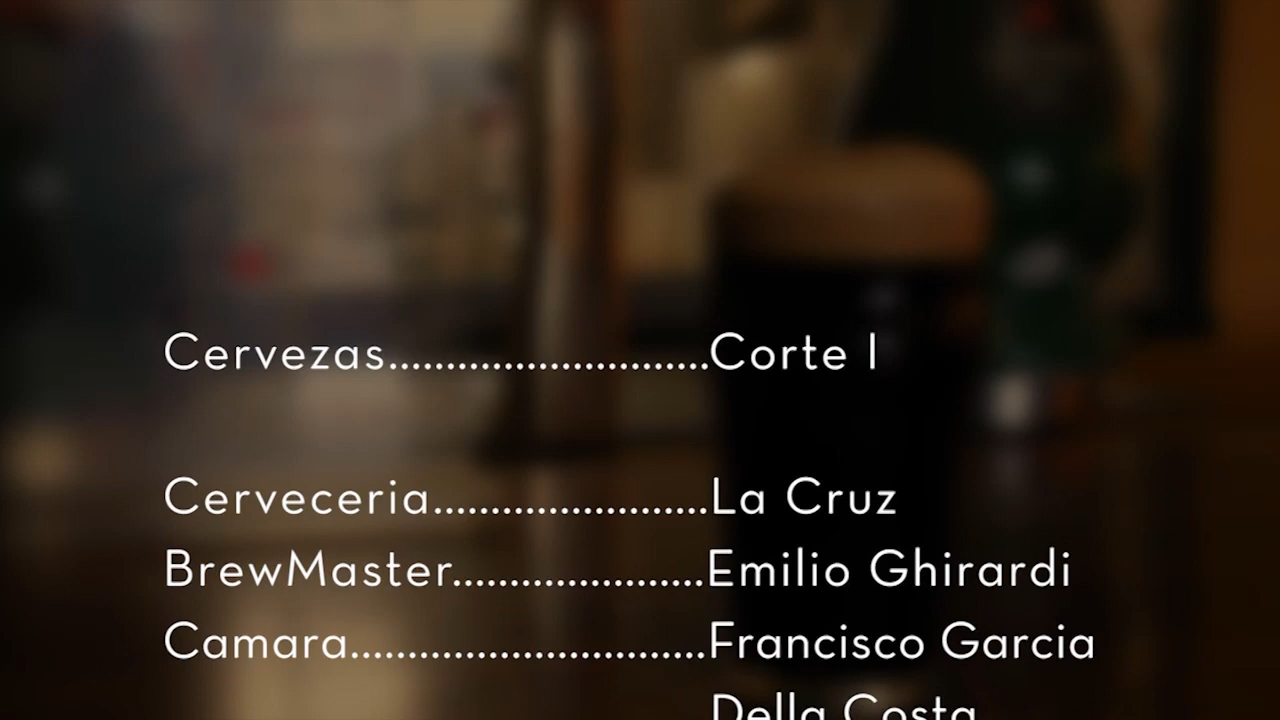 Cervezas............................Corte I
Cerveceria........................La Cruz
BrewMaster......................Emilio Ghirardi
Camara...............................Francisco Garcia
Della Costa